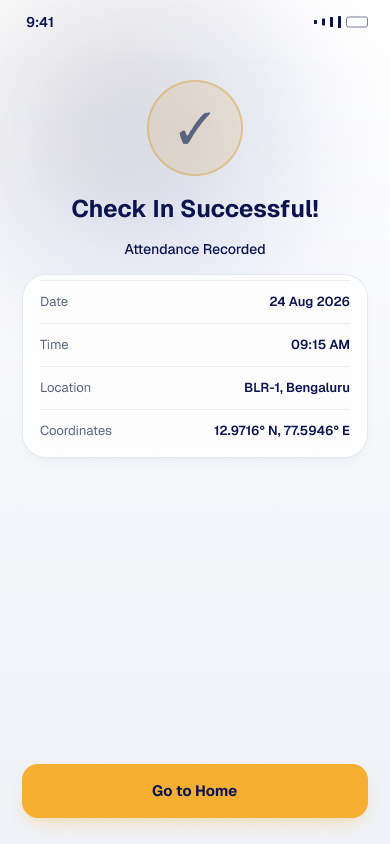 9:41
✓
Check In Successful!
Attendance Recorded
Date 24 Aug 2026
Time 09:15 AM
Location BLR-1, Bengaluru
Coordinates 12.9716° N, 77.5946° E
Go to Home